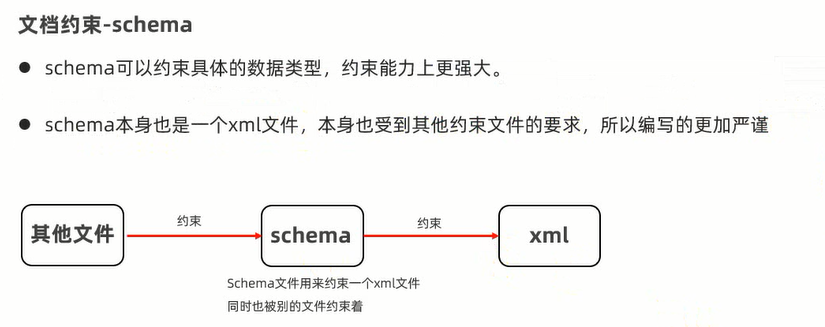 文档约束-schema
● schema可以约束具体的数据类型，约束能力上更强大。
● schema本身也是一个xml文件，本身也受到其他约束文件的要求，所以编写的更加严谨
其他文件
约束
schema
约束
xml
Schema文件用来约束一个xml文件
同时也被别的文件约束着